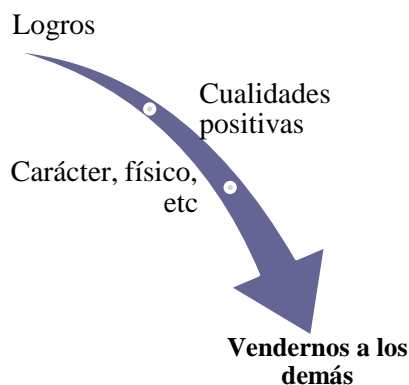 Logros
Cualidades
positivas
Carácter, físico,
etc
Vendernos a los
demás